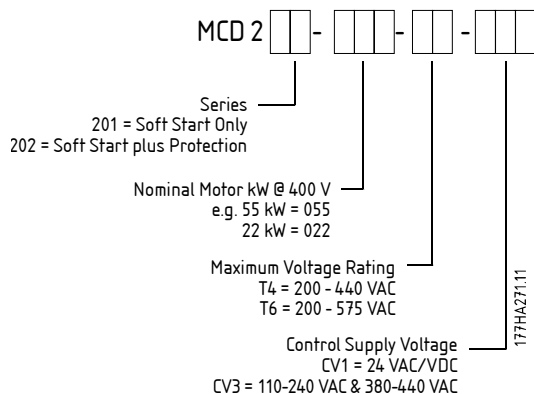 MCD 2 - - -
Series
201 = Soft Start Only
202 = Soft Start plus Protection
Nominal Motor kW @ 400 V
e.g. 55 kW = 055
22 kW = 022
Maximum Voltage Rating
T4 = 200 - 440 VAC
T6 = 200 - 575 VAC
Control Supply Voltage
CV1 = 24 VAC/VDC
CV3 = 110-240 VAC & 380-440 VAC
177HA271.11